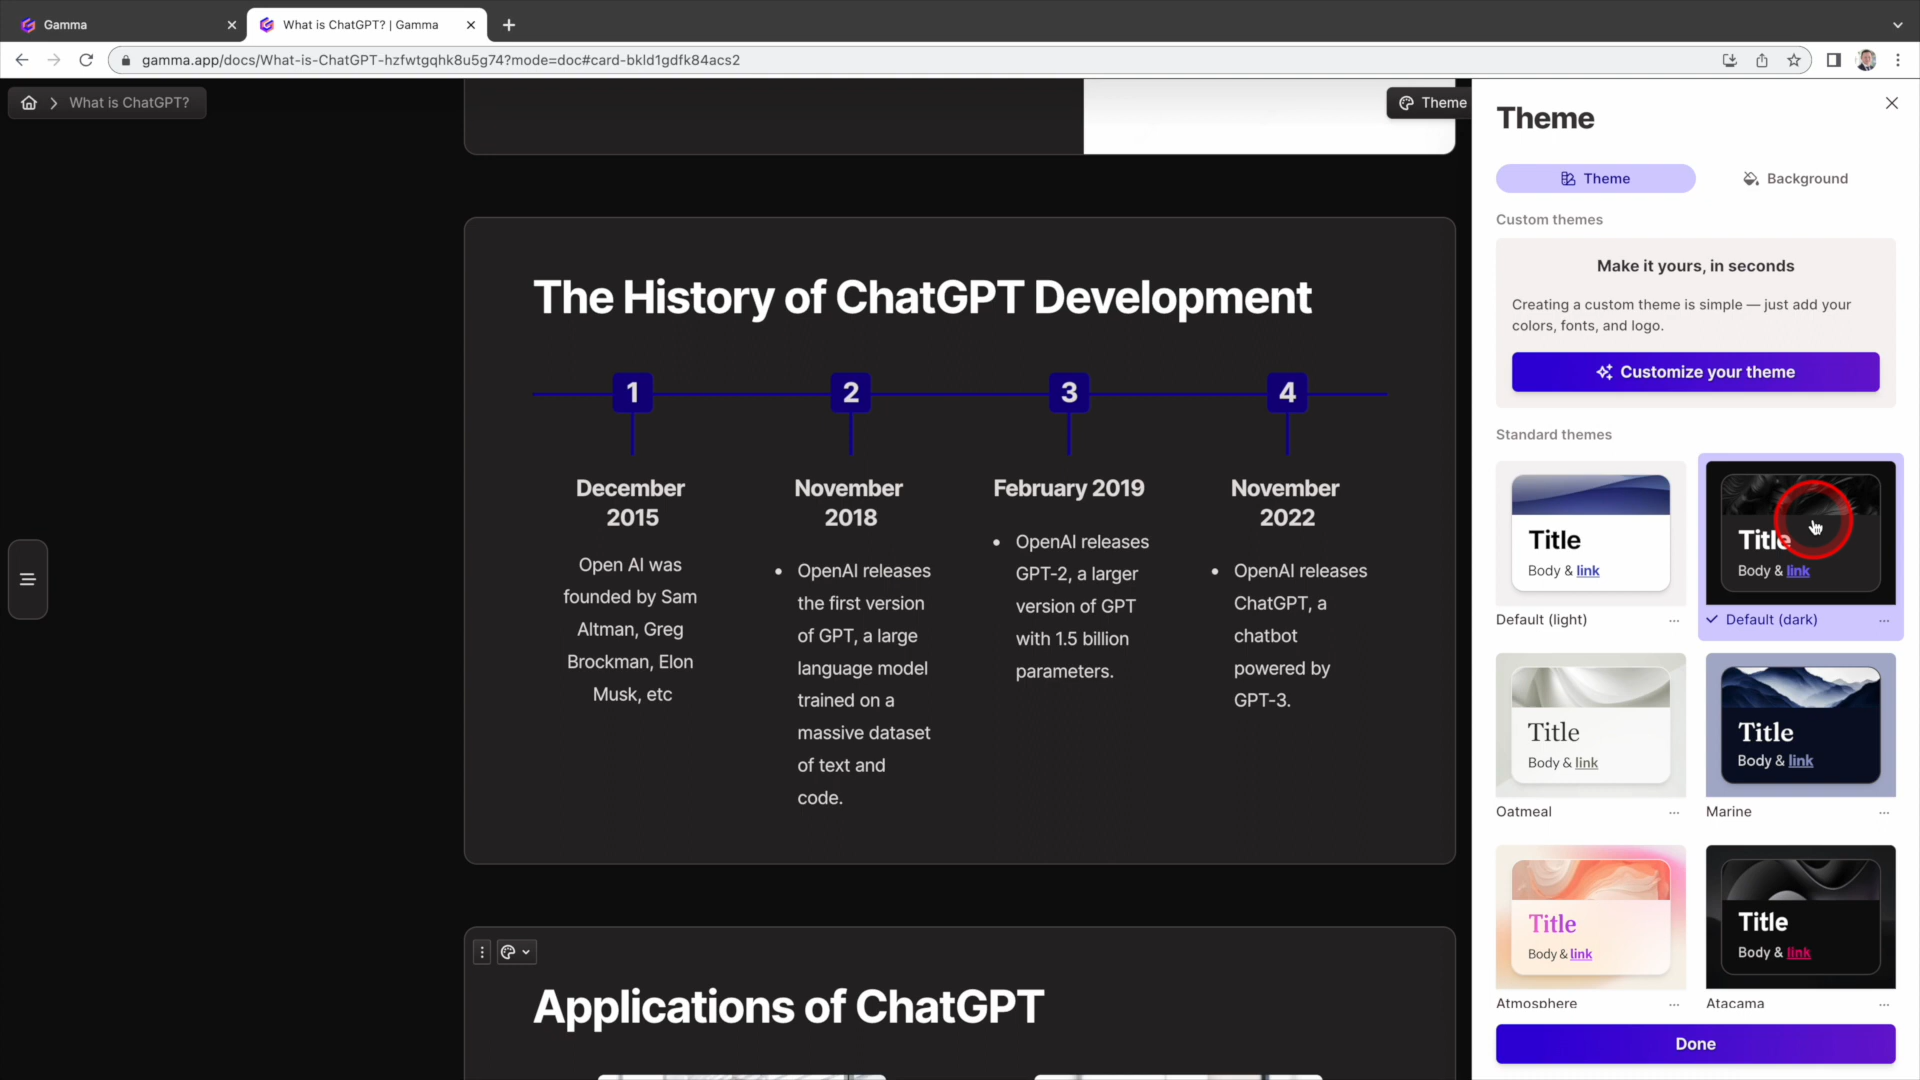 Gamma
What is ChatGPT? | Gamma
gamma.app/docs/What-is-ChatGPT-hzfwtgqhk8u5g74?mode=doc#card-bkld1gdfk84acs2
What is ChatGPT?
Theme
The History of ChatGPT Development
1
2
3
4
December
2015
Open AI was
founded by Sam
Altman, Greg
Brockman, Elon
Musk, etc
November
2018
• OpenAI releases
the first version
of GPT, a large
language model
trained on a
massive dataset
of text and
code.
February 2019
• OpenAI releases
GPT-2, a larger
version of GPT
with 1.5 billion
parameters.
November
2022
• OpenAI releases
ChatGPT, a
chatbot
powered by
GPT-3.
Applications of ChatGPT
Theme
Theme
Background
Custom themes
Make it yours, in seconds
Creating a custom theme is simple — just add your
colors, fonts, and logo.
Customize your theme
Standard themes
Title
Body & link
Default (light)
Title
Body & link
Default (dark)
Title
Body & link
Oatmeal
Title
Body & link
Marine
Title
Body & link
Atmosphere
Title
Body & link
Atacama
Done